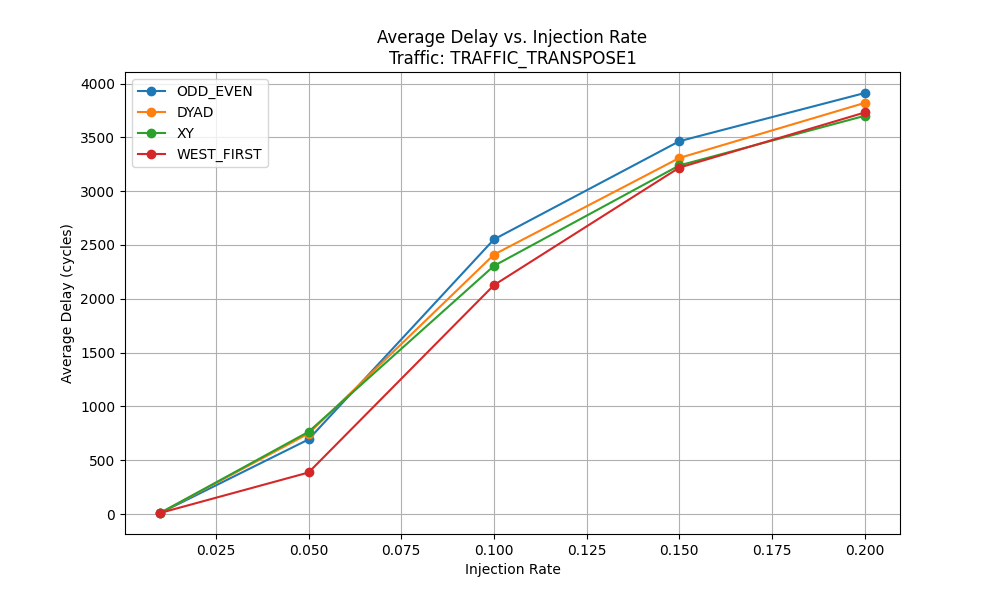 Average Delay vs. Injection Rate
Traffic: TRAFFIC_TRANSPOSE1
ODD_EVEN
DYAD
XY
WEST_FIRST
Average Delay (cycles)
4000
3500
3000
2500
2000
1500
1000
500
0
0.025 0.050 0.075 0.100 0.125 0.150 0.175 0.200
Injection Rate